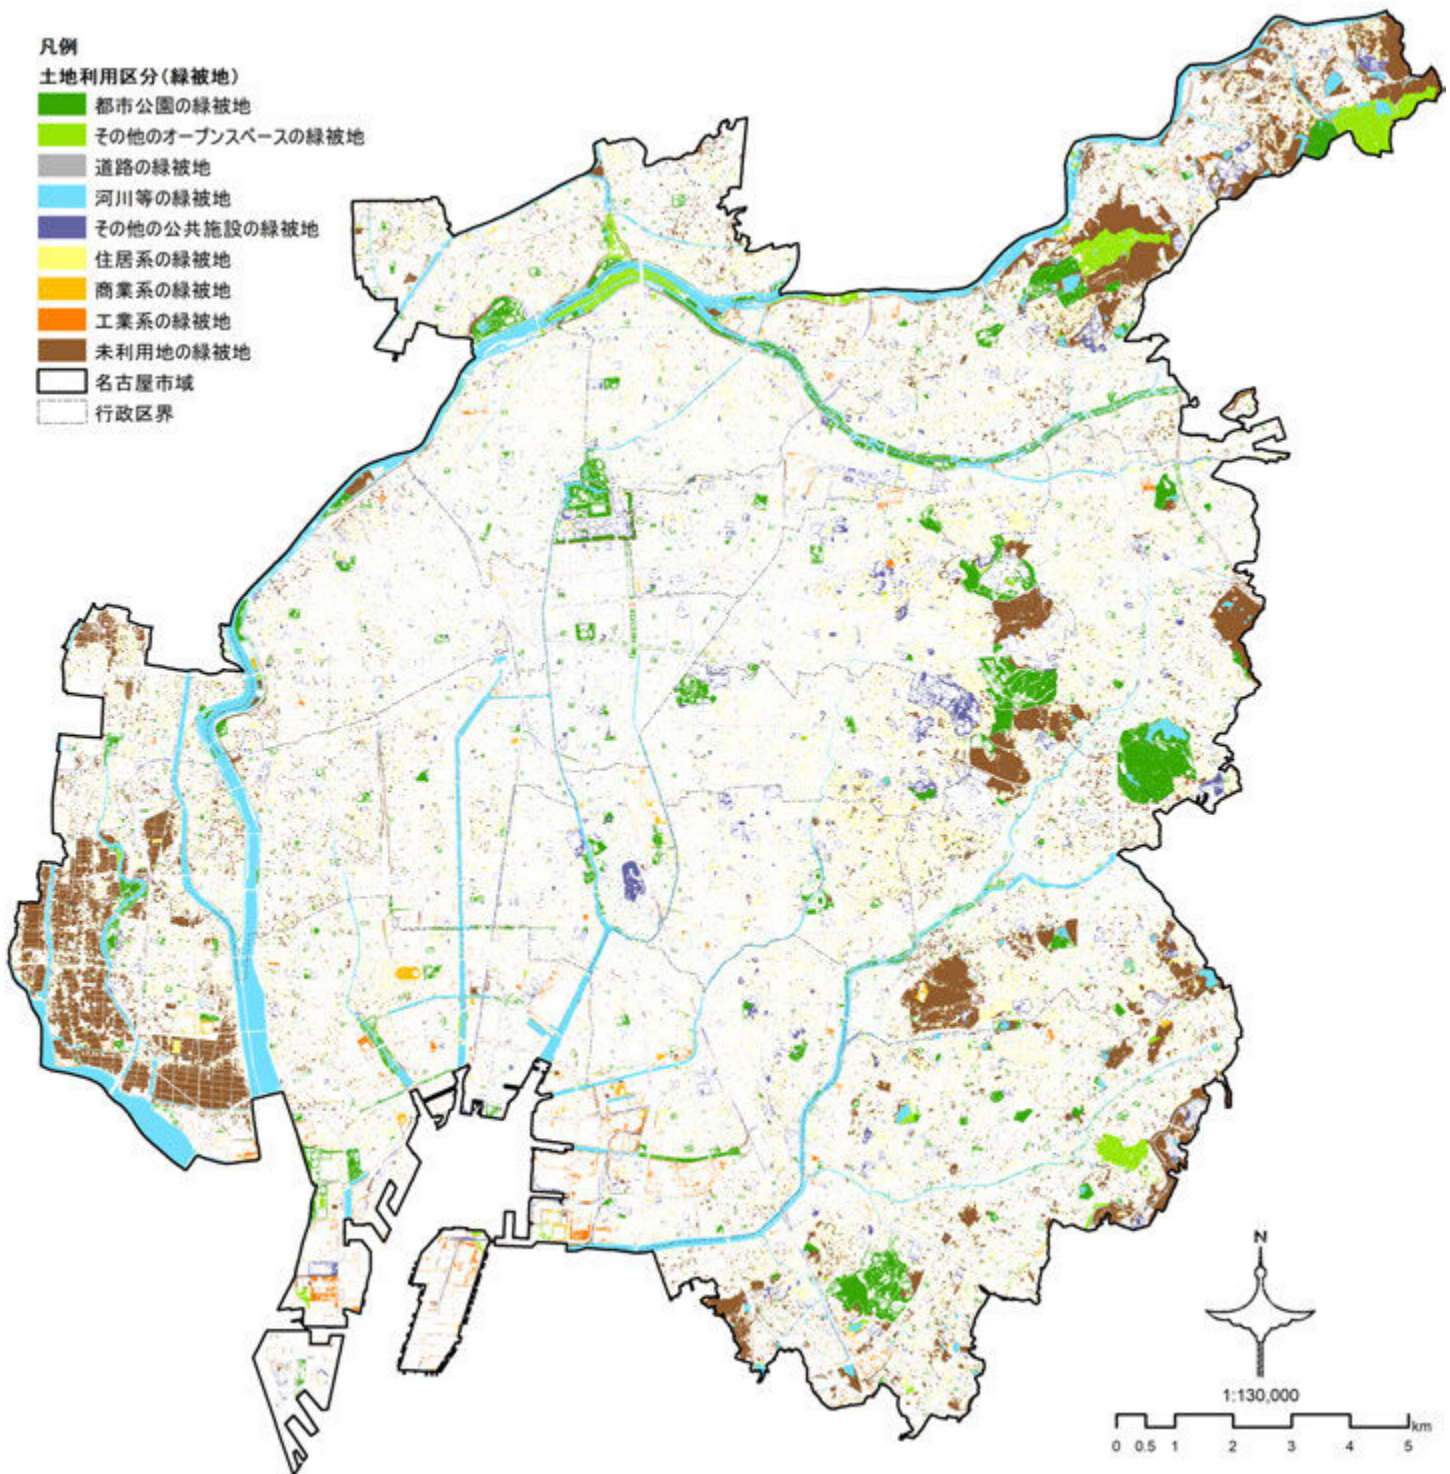 凡例
土地利用区分(緑被地)
都市公園の緑被地
その他のオープンスペースの緑被地
道路の緑被地
河川等の緑被地
その他の公共施設の緑被地
住居系の緑被地
商業系の緑被地
工業系の緑被地
未利用地の緑被地
名古屋市域
行政区界
N
1:130,000
km
0 0.5 1 2 3 4 5